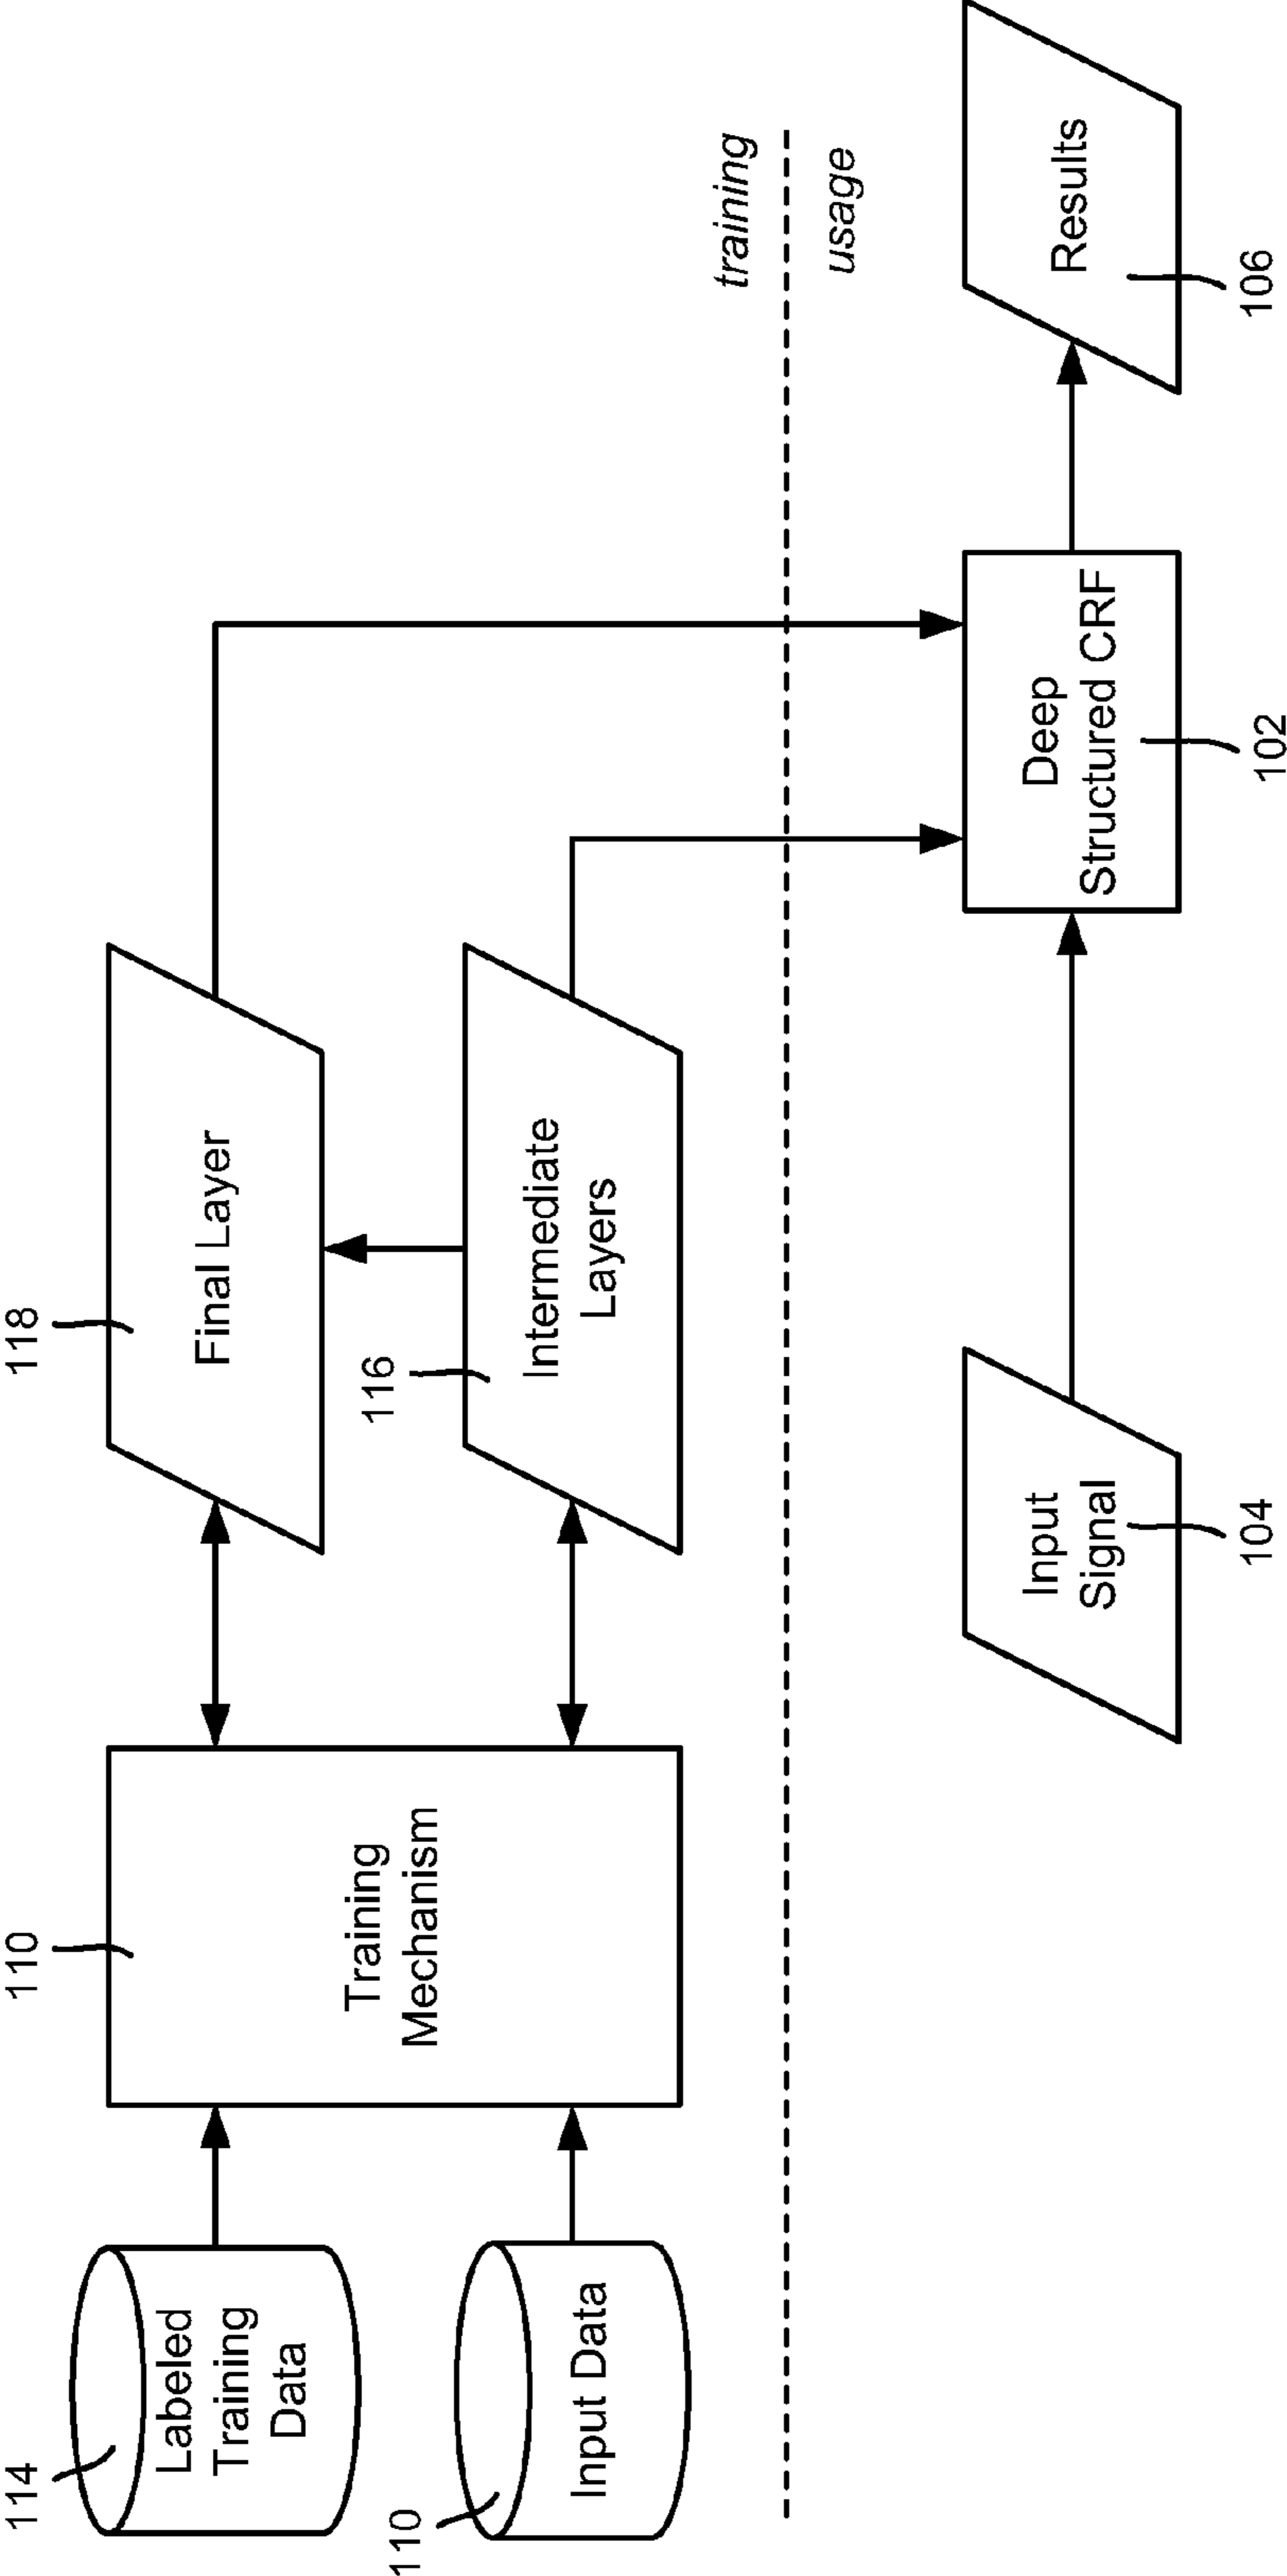 114
Labeled
Training
Data
110
Training
Mechanism
118
Final Layer
110
Input Data
116
Intermediate
Layers
training
usage
Input
Signal
104
Deep
Structured CRF
102
Results
106